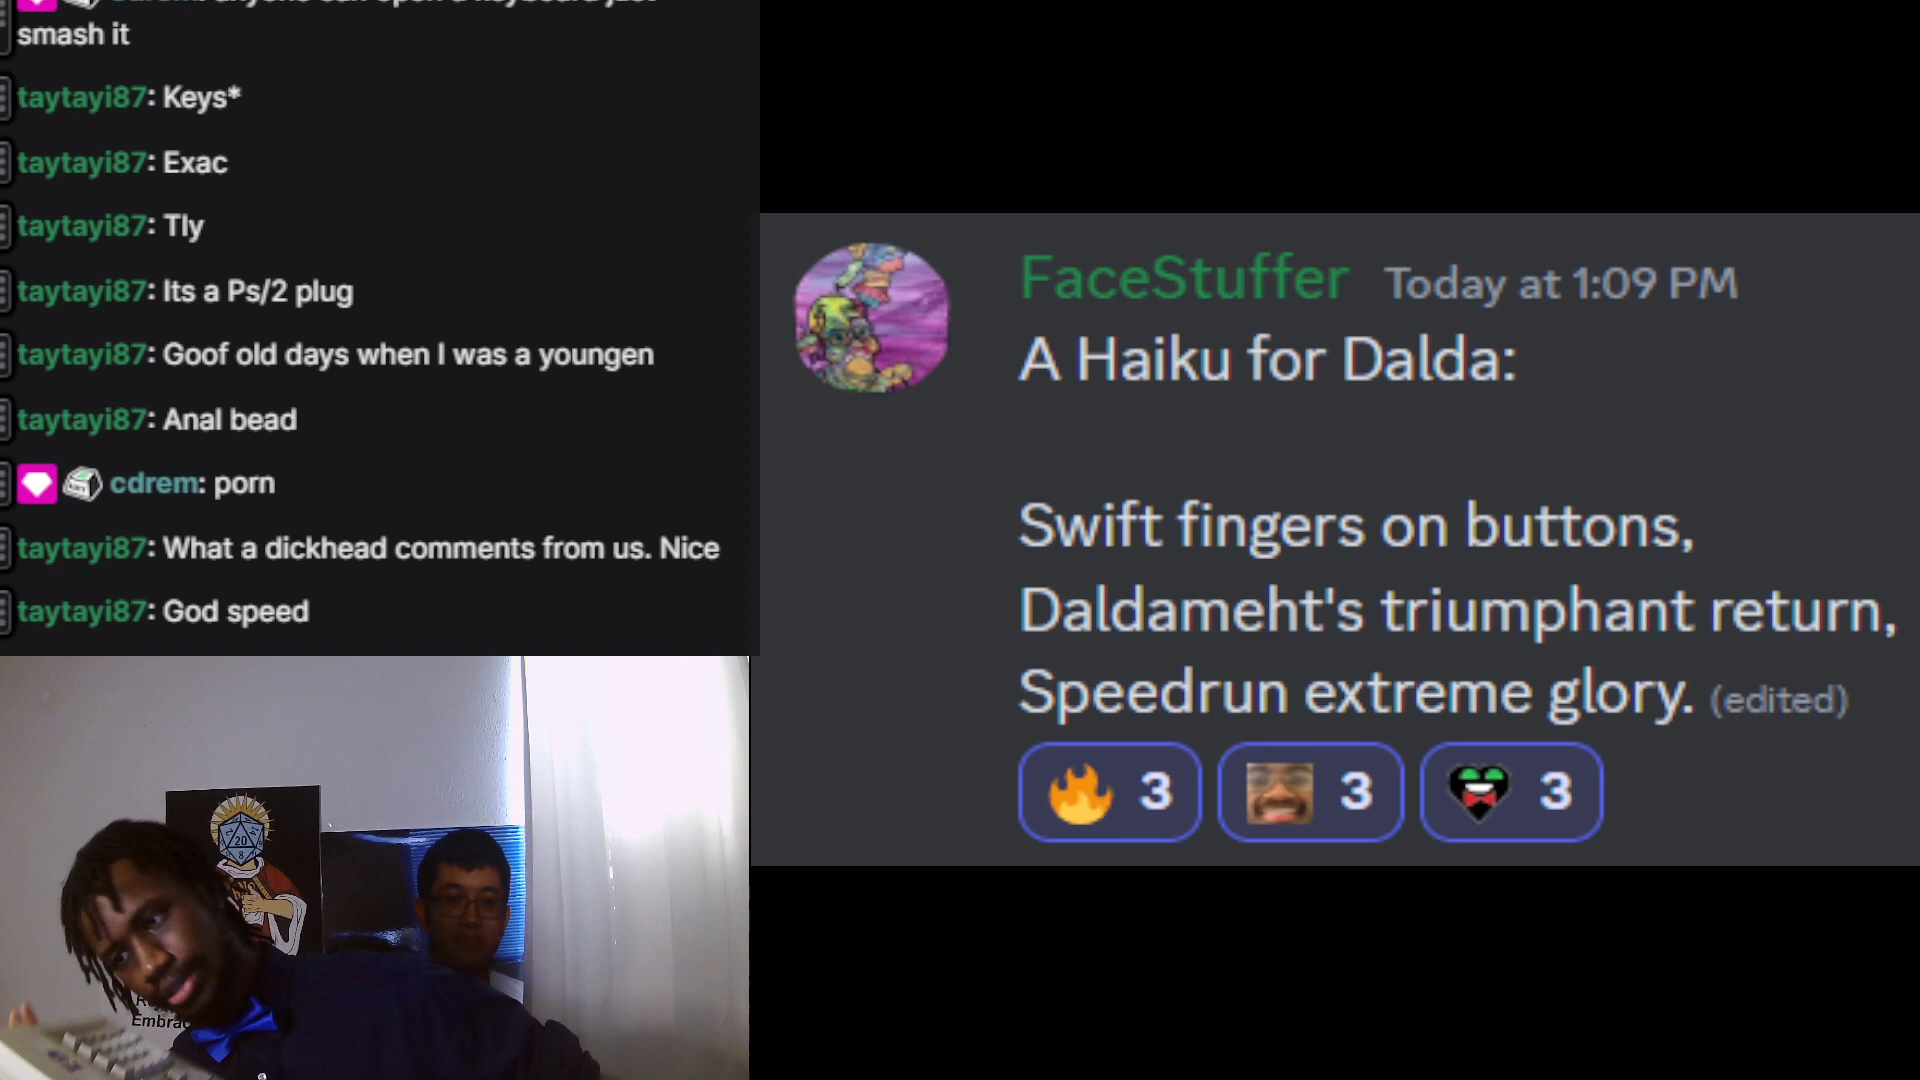 smash it
taytayi87: Keys*
taytayi87: Exac
taytayi87: Tly
taytayi87: Its a Ps/2 plug
taytayi87: Goof old days when I was a youngen
taytayi87: Anal bead
cdrem: porn
taytayi87: What a dickhead comments from us. Nice
taytayi87: God speed
FaceStuffer Today at 1:09 PM
A Haiku for Dalda:
Swift fingers on buttons,
Daldameht's triumphant return,
Speedrun extreme glory. (edited)
3 3 3
20
8
Embrac